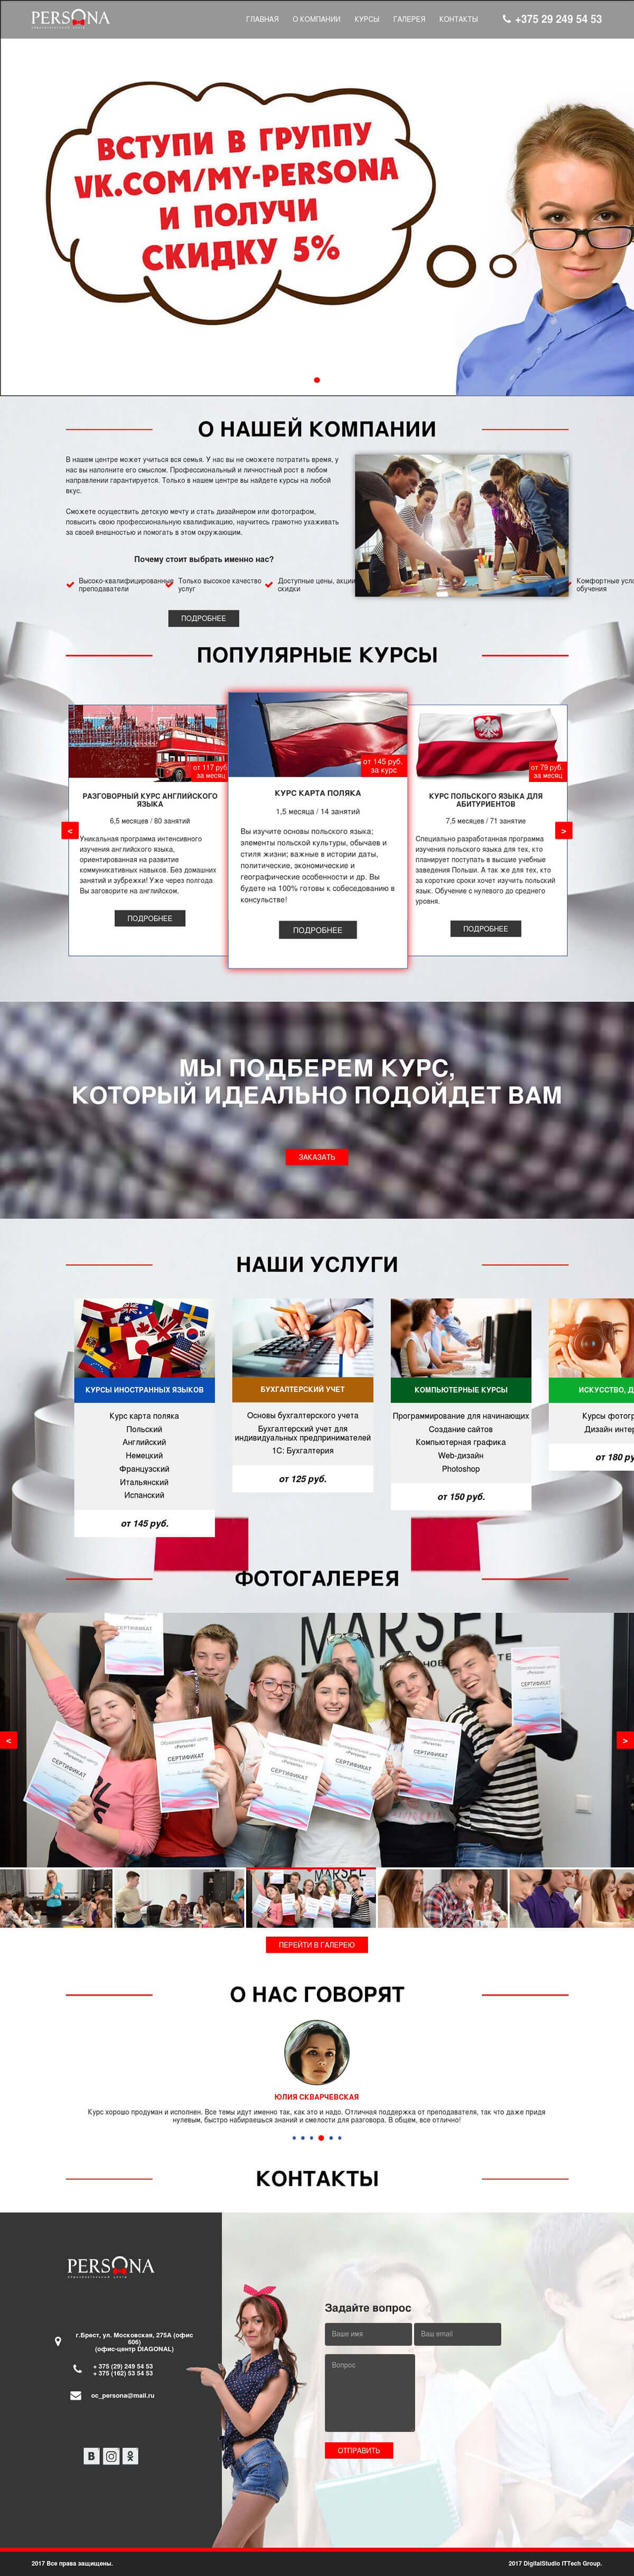 PERSONA
образовательный центр
ГЛАВНАЯ О КОМПАНИИ КУРСЫ ГАЛЕРЕЯ КОНТАКТЫ
+375 29 249 54 53
ВСТУПИ В ГРУППУ
VK.COM/MY-PERSONA
И ПОЛУЧИ
СКИДКУ 5%
О НАШЕЙ КОМПАНИИ
В нашем центре может учиться вся семья. У нас вы не сможете потратить время, у
нас вы наполните его смыслом. Профессиональный и личностный рост в любом
направлении гарантируется. Только в нашем центре вы найдете курсы на любой
вкус.
Сможете осуществить детскую мечту и стать дизайнером или фотографом,
повысить свою профессиональную квалификацию, научитесь грамотно ухаживать
за своей внешностью и помогать в этом окружающим.
Почему стоит выбрать именно нас?
Высоко-квалифицированные
преподаватели
Только высокое качество
услуг
Доступные цены, акции
скидки
Комфортные усло
обучения
ПОДРОБНЕЕ
ПОПУЛЯРНЫЕ КУРСЫ
от 117 руб.
за месяц
РАЗГОВОРНЫЙ КУРС АНГЛИЙСКОГО
ЯЗЫКА
6,5 месяцев / 80 занятий
Уникальная программа интенсивного
изучения английского языка,
ориентированная на развитие
коммуникативных навыков. Без домашних
занятий и зубрежки! Уже через полгода
Вы заговорите на английском.
ПОДРОБНЕЕ
от 145 руб.
за курс
КУРС КАРТА ПОЛЯКА
1,5 месяца / 14 занятий
Вы изучите основы польского языка;
элементы польской культуры, обычаев и
стиля жизни; важные в истории даты,
политические, экономические и
географические особенности и др. Вы
будете на 100% готовы к собеседованию в
консульстве!
ПОДРОБНЕЕ
от 79 руб.
за месяц
КУРС ПОЛЬСКОГО ЯЗЫКА ДЛЯ
АБИТУРИЕНТОВ
7,5 месяцев / 71 занятие
Специально разработанная программа
изучения польского языка для тех, кто
планирует поступать в высшие учебные
заведения Польши. А так же для тех, кто
за короткие сроки хочет изучить польский
язык. Обучение с нулевого до среднего
уровня.
ПОДРОБНЕЕ
<
>
МЫ ПОДБЕРЕМ КУРС,
КОТОРЫЙ ИДЕАЛЬНО ПОДОЙДЕТ ВАМ
ЗАКАЗАТЬ
НАШИ УСЛУГИ
КУРСЫ ИНОСТРАННЫХ ЯЗЫКОВ
Курс карта поляка
Польский
Английский
Немецкий
Французский
Итальянский
Испанский
от 145 руб.
БУХГАЛТЕРСКИЙ УЧЕТ
Основы бухгалтерского учета
Бухгалтерский учет для
индивидуальных предпринимателей
1С: Бухгалтерия
от 125 руб.
КОМПЬЮТЕРНЫЕ КУРСЫ
Программирование для начинающих
Создание сайтов
Компьютерная графика
Web-дизайн
Photoshop
от 150 руб.
ИСКУССТВО, Д
Курсы фотогр
Дизайн интер
от 180 ру
ФОТОГАЛЕРЕЯ
MARSEL
СЕРТИФИКАТ
Образовательный центр
«Persona»
СЕРТИФИКАТ
Образовательный центр
«Persona»
СЕРТИФИКАТ
Образовательный центр
«Persona»
СЕРТИФИКАТ
СЕРТИФИКАТ
СЕРТИФИКАТ
СЕРТИФИКАТ
<
>
MARSEL
ПЕРЕЙТИ В ГАЛЕРЕЮ
О НАС ГОВОРЯТ
ЮЛИЯ СКВАРЧЕВСКАЯ
Курс хорошо продуман и исполнен. Все темы идут именно так, как это и надо. Отличная поддержка от преподавателя, так что даже придя
нулевым, быстро набираешься знаний и смелости для разговора. В общем, все отлично!
КОНТАКТЫ
PERSONA
образовательный центр
г.Брест, ул. Московская, 275А (офис
606)
(офис-центр DIAGONAL)
+ 375 (29) 249 54 53
+ 375 (162) 53 54 53
oc_persona@mail.ru
Задайте вопрос
Ваше имя
Ваш email
Вопрос
ОТПРАВИТЬ
2017 Все права защищены.
2017 DigitalStudio ITTech Group.